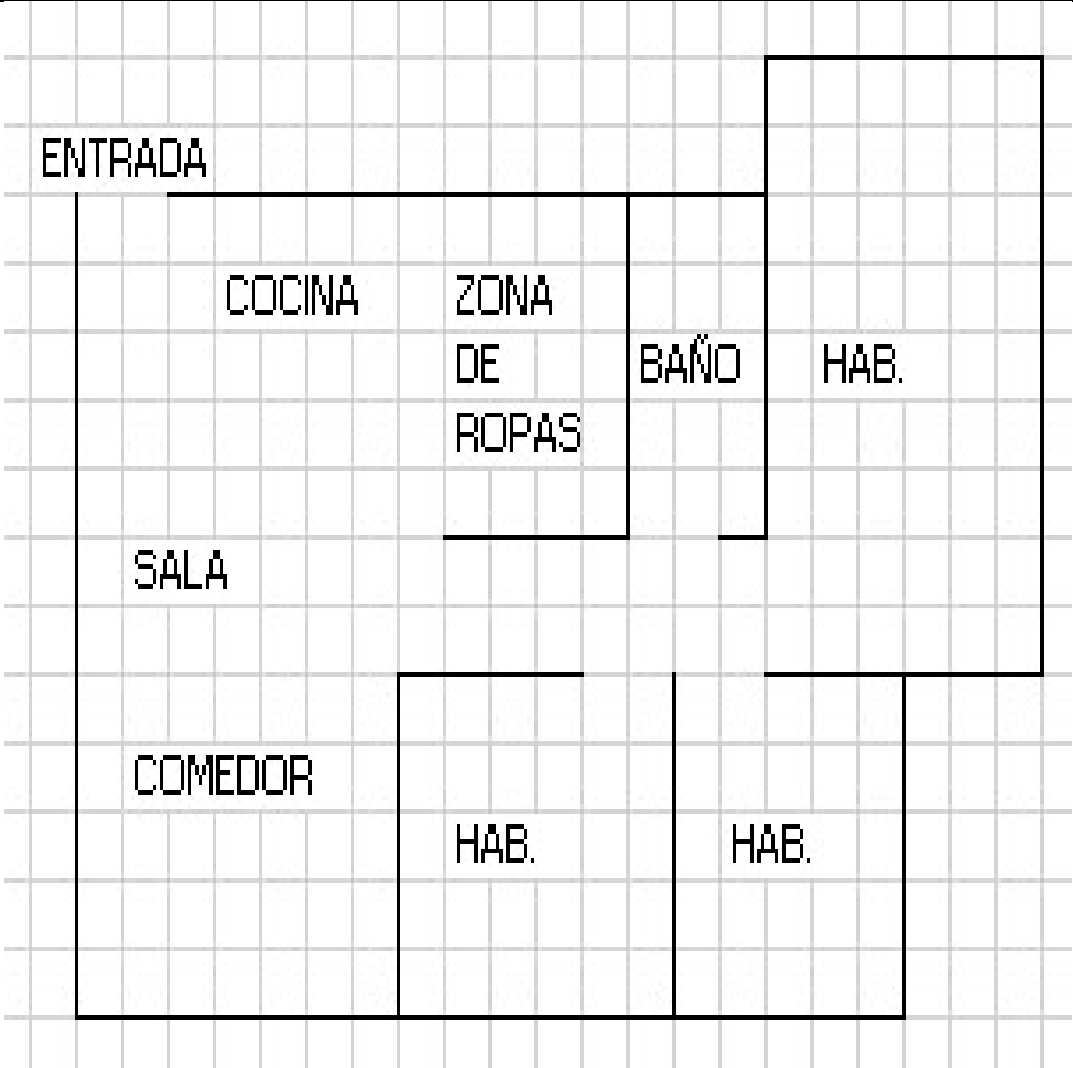 ENTRADA
COCINA
ZONA
DE
ROPAS
BAÑO
HAB.
SALA
COMEDOR
HAB.
HAB.